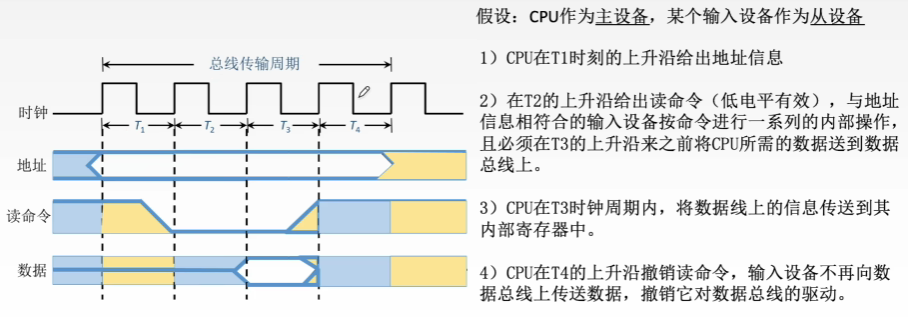 假设：CPU作为主设备，某个输入设备作为从设备
总线传输周期
1）CPU在T1时刻的上升沿给出地址信息
时钟
T1 T2 T3 T4
2）在T2的上升沿给出读命令（低电平有效），与地址
信息相符合的输入设备按命令进行一系列的内部操作，
且必须在T3的上升沿来之前将CPU所需的数据送到数据
总线上。
地址
读命令
3）CPU在T3时钟周期内，将数据线上的信息传送到其
内部寄存器中。
数据
4）CPU在T4的上升沿撤销读命令，输入设备不再向数
据总线上传送数据，撤销它对数据总线的驱动。